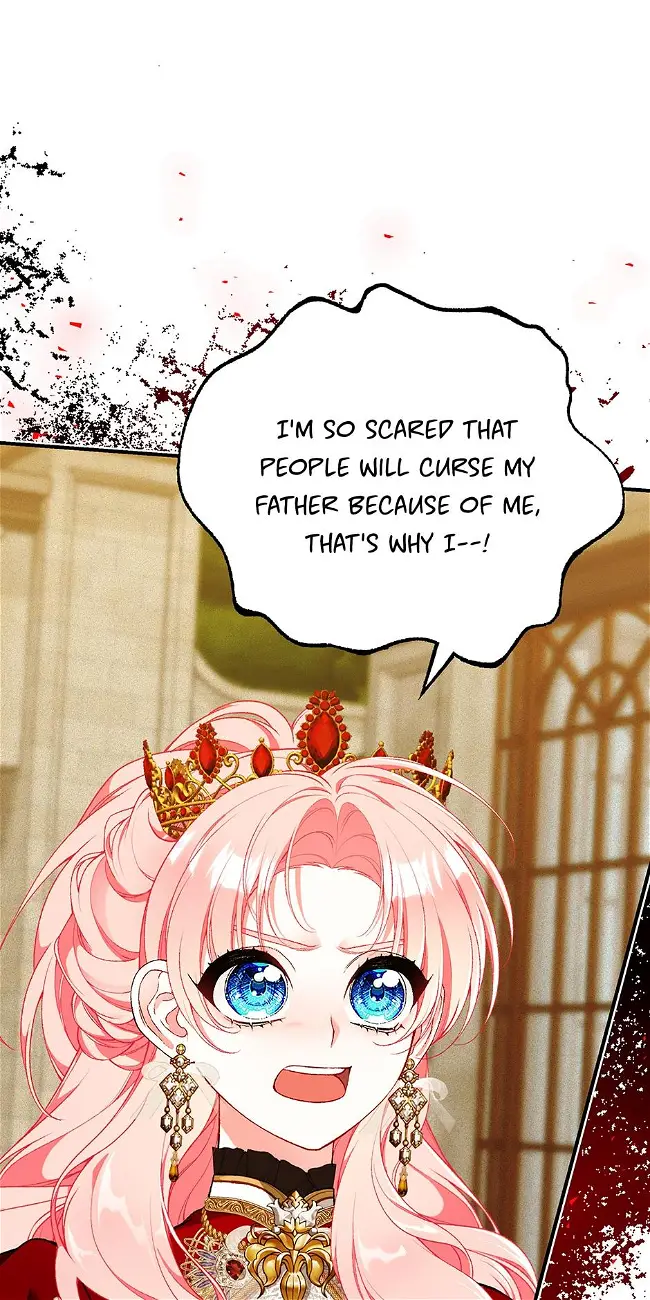 I'M SO SCARED THAT
PEOPLE WILL CURSE MY
FATHER BECAUSE OF ME,
THAT'S WHY I--!